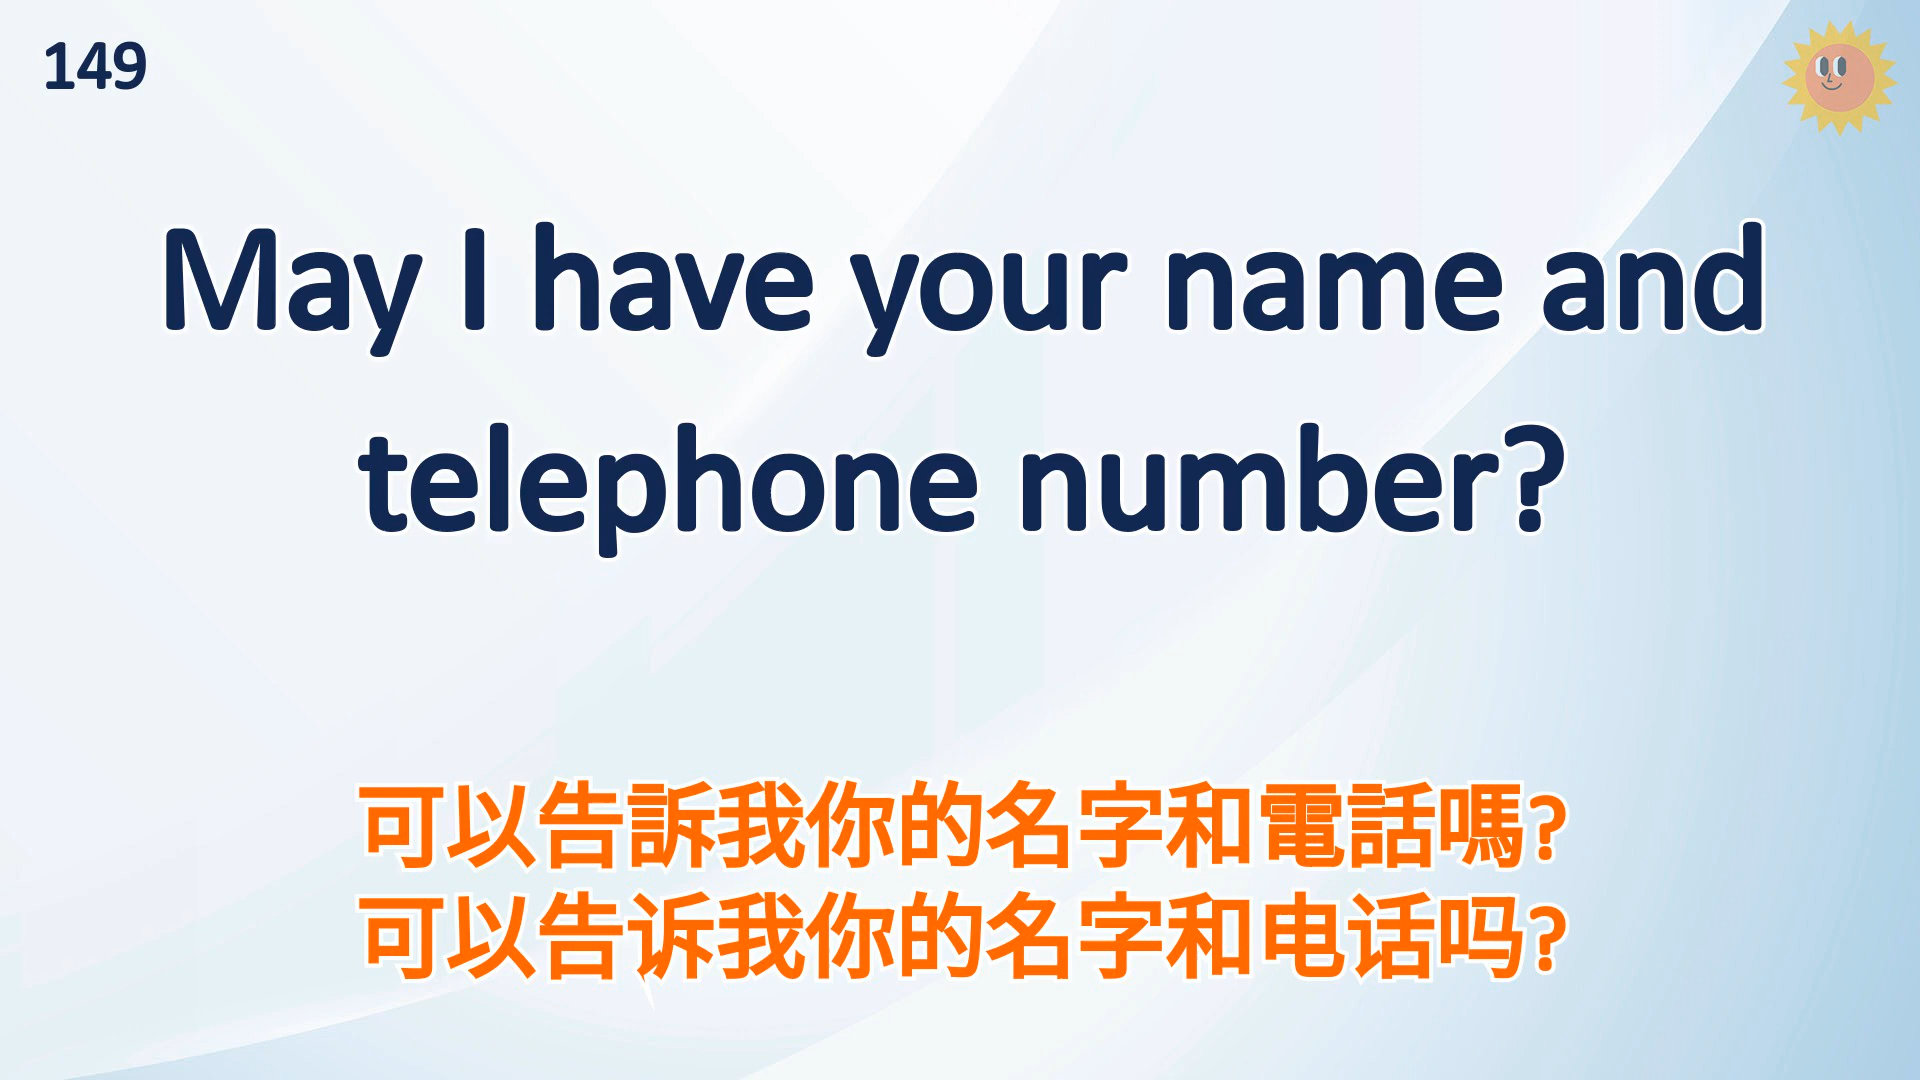 149
May I have your name and
telephone number?
可以告訴我你的名字和電話嗎?
可以告诉我你的名字和电话吗?